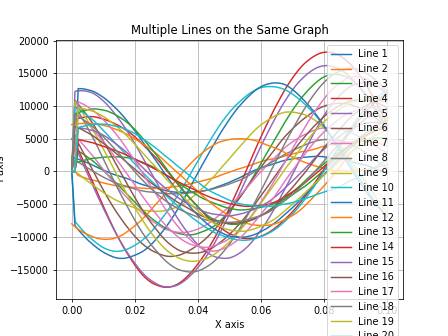 Multiple Lines on the Same Graph
20000
15000
10000
5000
0
−5000
−10000
−15000
0.00
0.02
0.04
0.06
0.08
X axis
axis
Line 1
Line 2
Line 3
Line 4
Line 5
Line 6
Line 7
Line 8
Line 9
Line 10
Line 11
Line 12
Line 13
Line 14
Line 15
Line 16
Line 17
Line 18
Line 19
Line 20